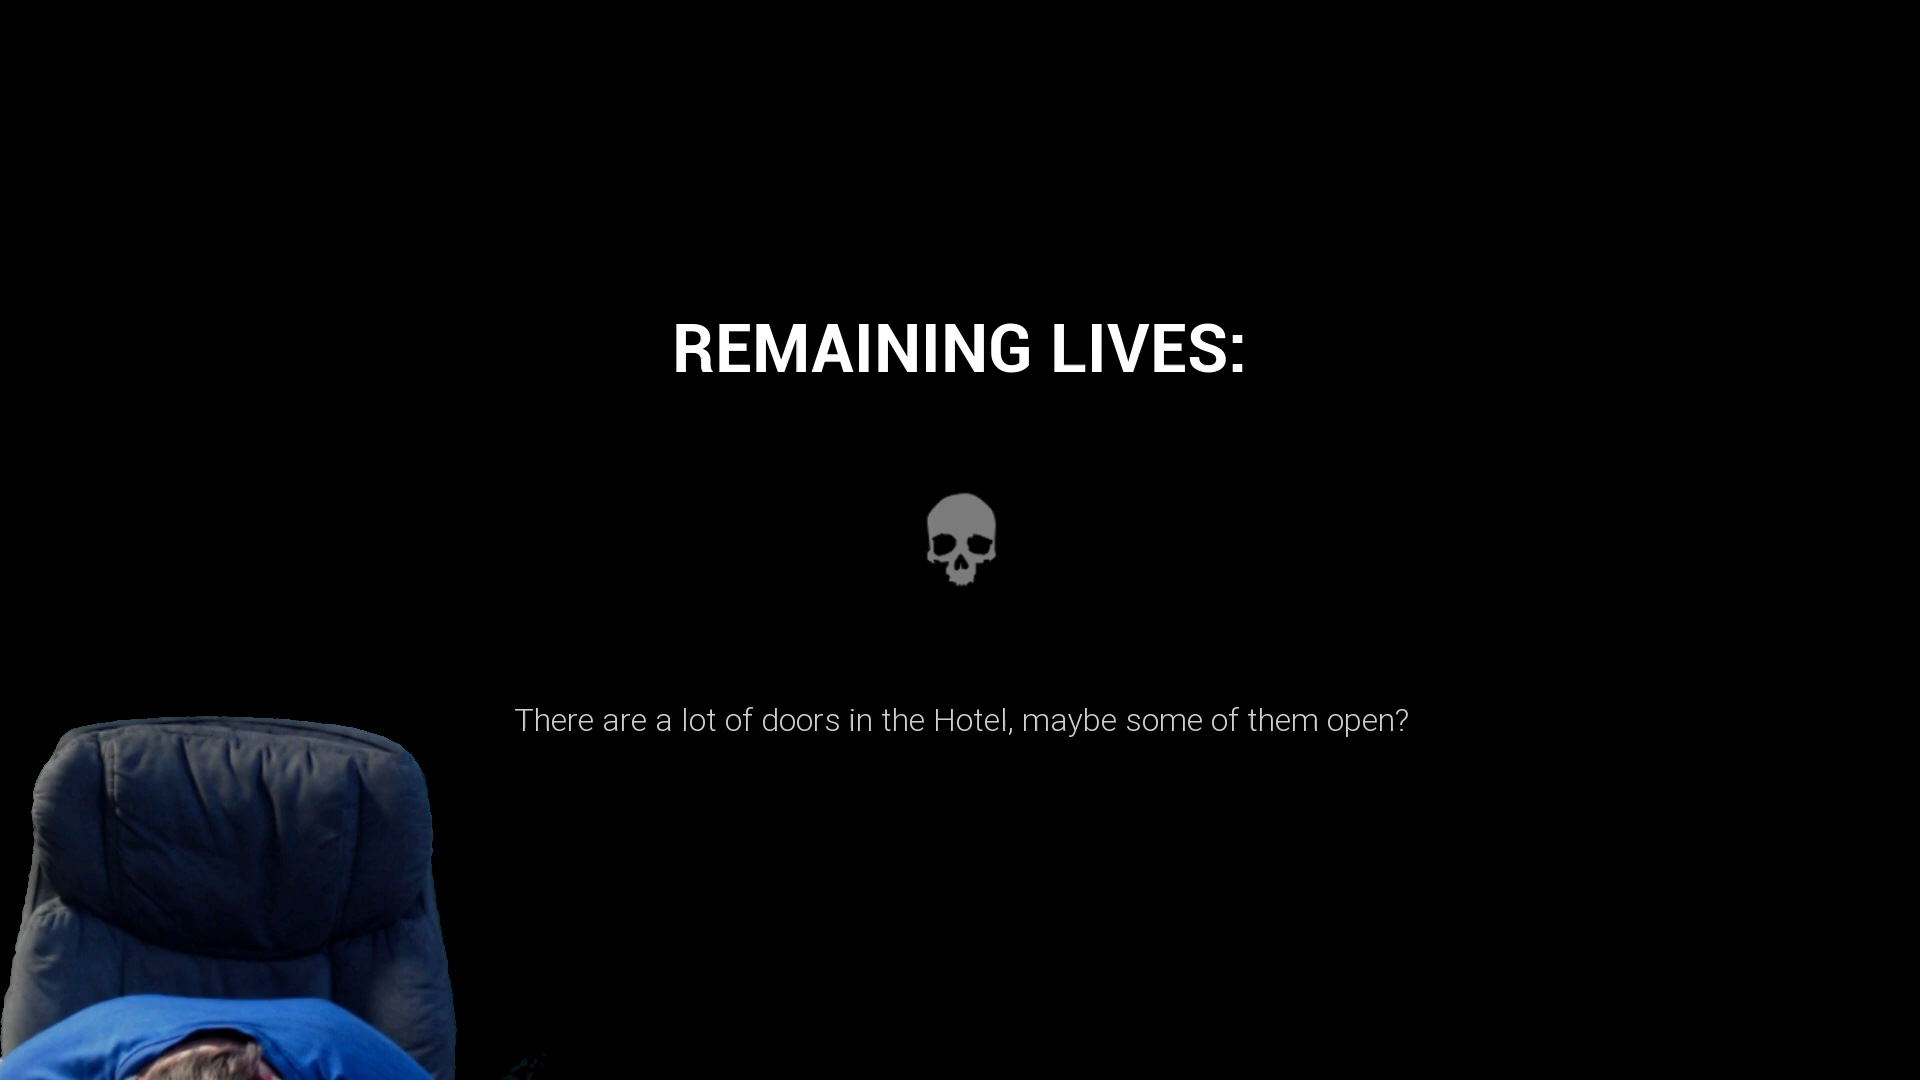 REMAINING LIVES:
There are a lot of doors in the Hotel, maybe some of them open?